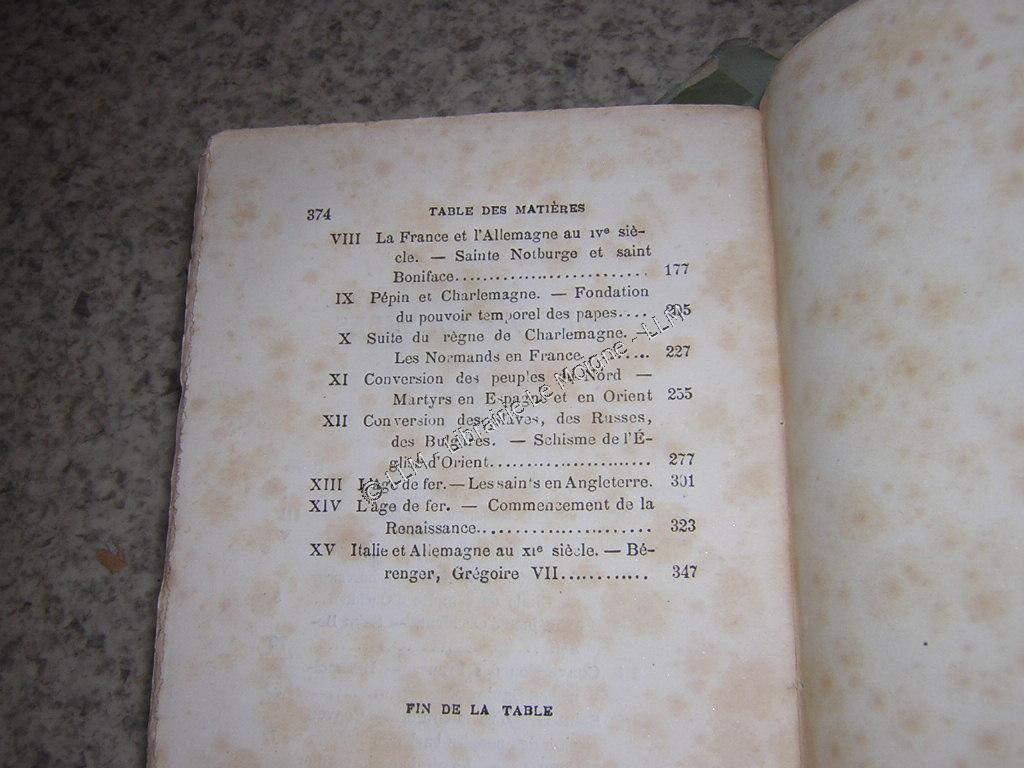 374 TABLE DES MATIÈRES
VIII La France et l'Allemagne au IVe siè-
cle. — Sainte Notburge et saint
Boniface............................ 177
IX Pépin et Charlemagne. — Fondation
du pouvoir temporel des papes....
X Suite du règne de Charlemagne. —
Les Normands en France......... 227
XI Conversion des peuples du Nord —
Martyrs en Espagne et en Orient 255
XII Conversion des Slaves, des Russes,
des Bulgares. — Schisme de l'É-
glise d'Orient....................... 277
XIII L'âge de fer. — Les saints en Angleterre. 301
XIV L'âge de fer. — Commencement de la
Renaissance........................ 323
XV Italie et Allemagne au XIe siècle. — Bé-
renger, Grégoire VII............ 347
FIN DE LA TABLE
© LLM - Librairie Le Moigne - LLM